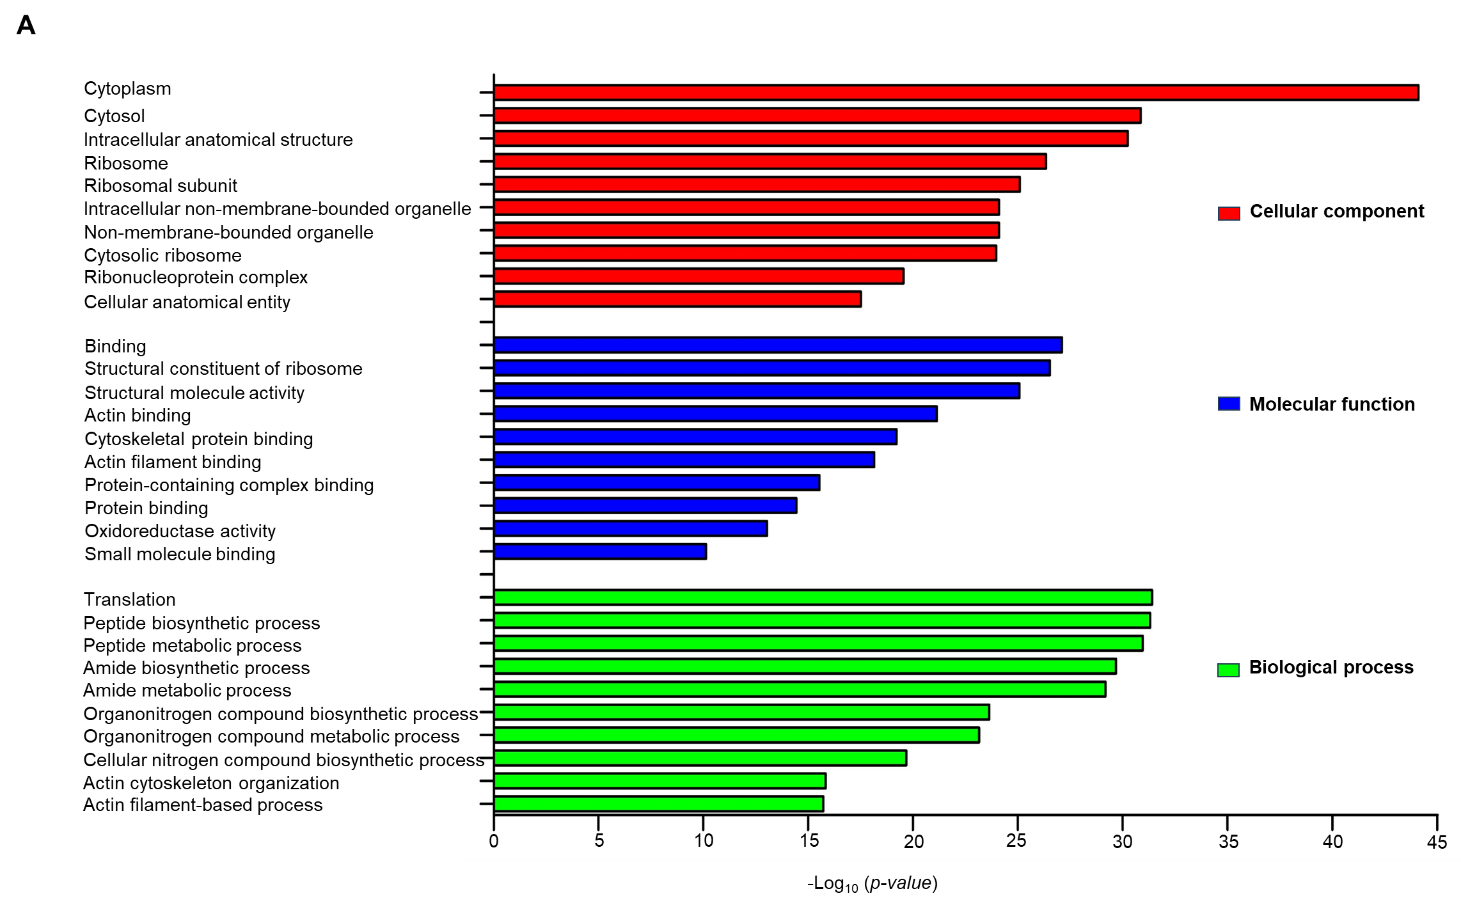 A
Cytoplasm
Cytosol
Intracellular anatomical structure
Ribosome
Ribosomal subunit
Intracellular non-membrane-bounded organelle
Non-membrane-bounded organelle
Cytosolic ribosome
Ribonucleoprotein complex
Cellular anatomical entity
Cellular component
Binding
Structural constituent of ribosome
Structural molecule activity
Actin binding
Cytoskeletal protein binding
Actin filament binding
Protein-containing complex binding
Protein binding
Oxidoreductase activity
Small molecule binding
Molecular function
Translation
Peptide biosynthetic process
Peptide metabolic process
Amide biosynthetic process
Amide metabolic process
Organonitrogen compound biosynthetic process
Organonitrogen compound metabolic process
Cellular nitrogen compound biosynthetic process
Actin cytoskeleton organization
Actin filament-based process
Biological process
0 5 10 15 20 25 30 35 40 45
-Log10 (p-value)